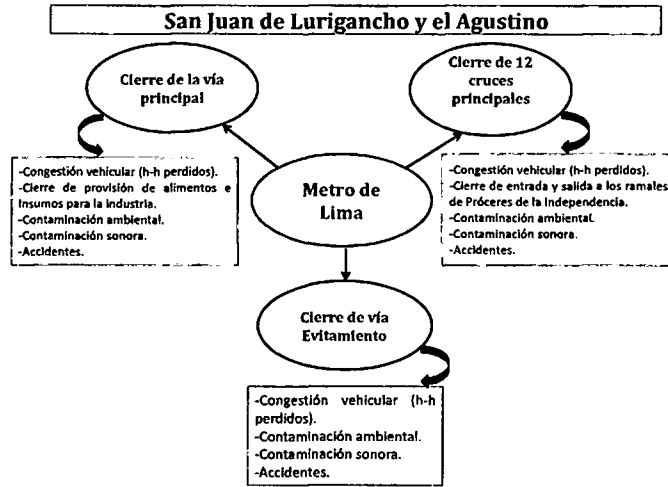 San Juan de Lurigancho y el Agustino
Cierre de la vía
principal
Cierre de 12
cruces
principales
-Congestión vehicular (h-h perdidos).
-Cierre de provisión de alimentos e
Insumos para la industria.
-Contaminación ambiental.
-Contaminación sonora.
-Accidentes.
Metro de
Lima
-Congestión vehicular (h-h perdidos).
-Cierre de entrada y salida a los ramales
de Próceres de la Independencia.
-Contaminación ambiental.
-Contaminación sonora.
-Accidentes.
Cierre de vía
Evitamiento
-Congestión vehicular (h-h
perdidos).
-Contaminación ambiental.
-Contaminación sonora.
-Accidentes.